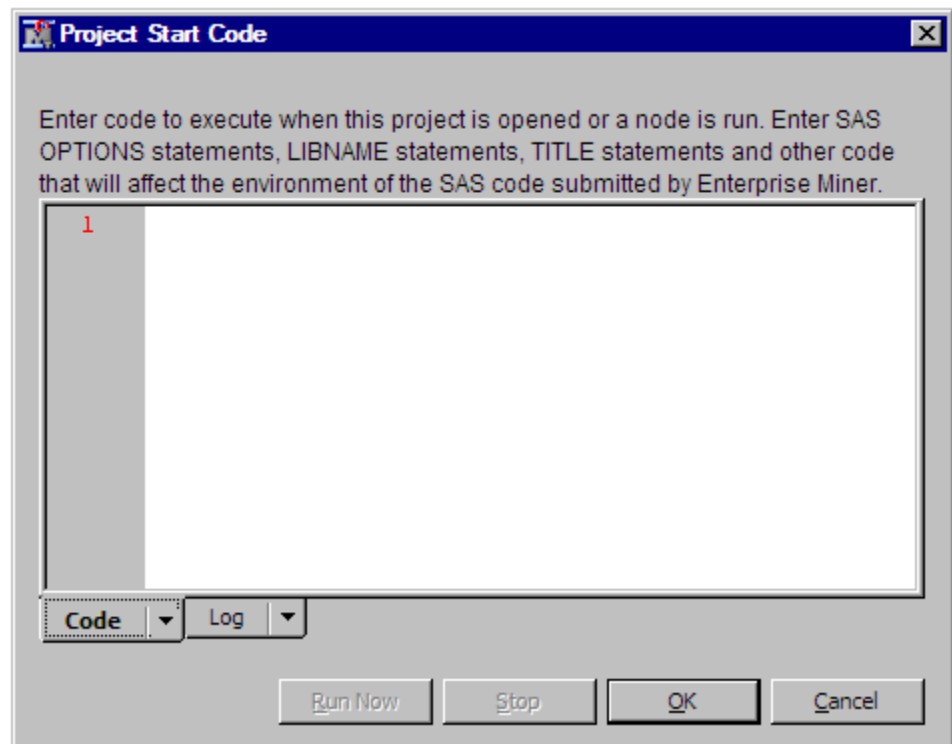 Project Start Code
Enter code to execute when this project is opened or a node is run. Enter SAS
OPTIONS statements, LIBNAME statements, TITLE statements and other code
that will affect the environment of the SAS code submitted by Enterprise Miner.
1
Code Log
Run Now Stop OK Cancel